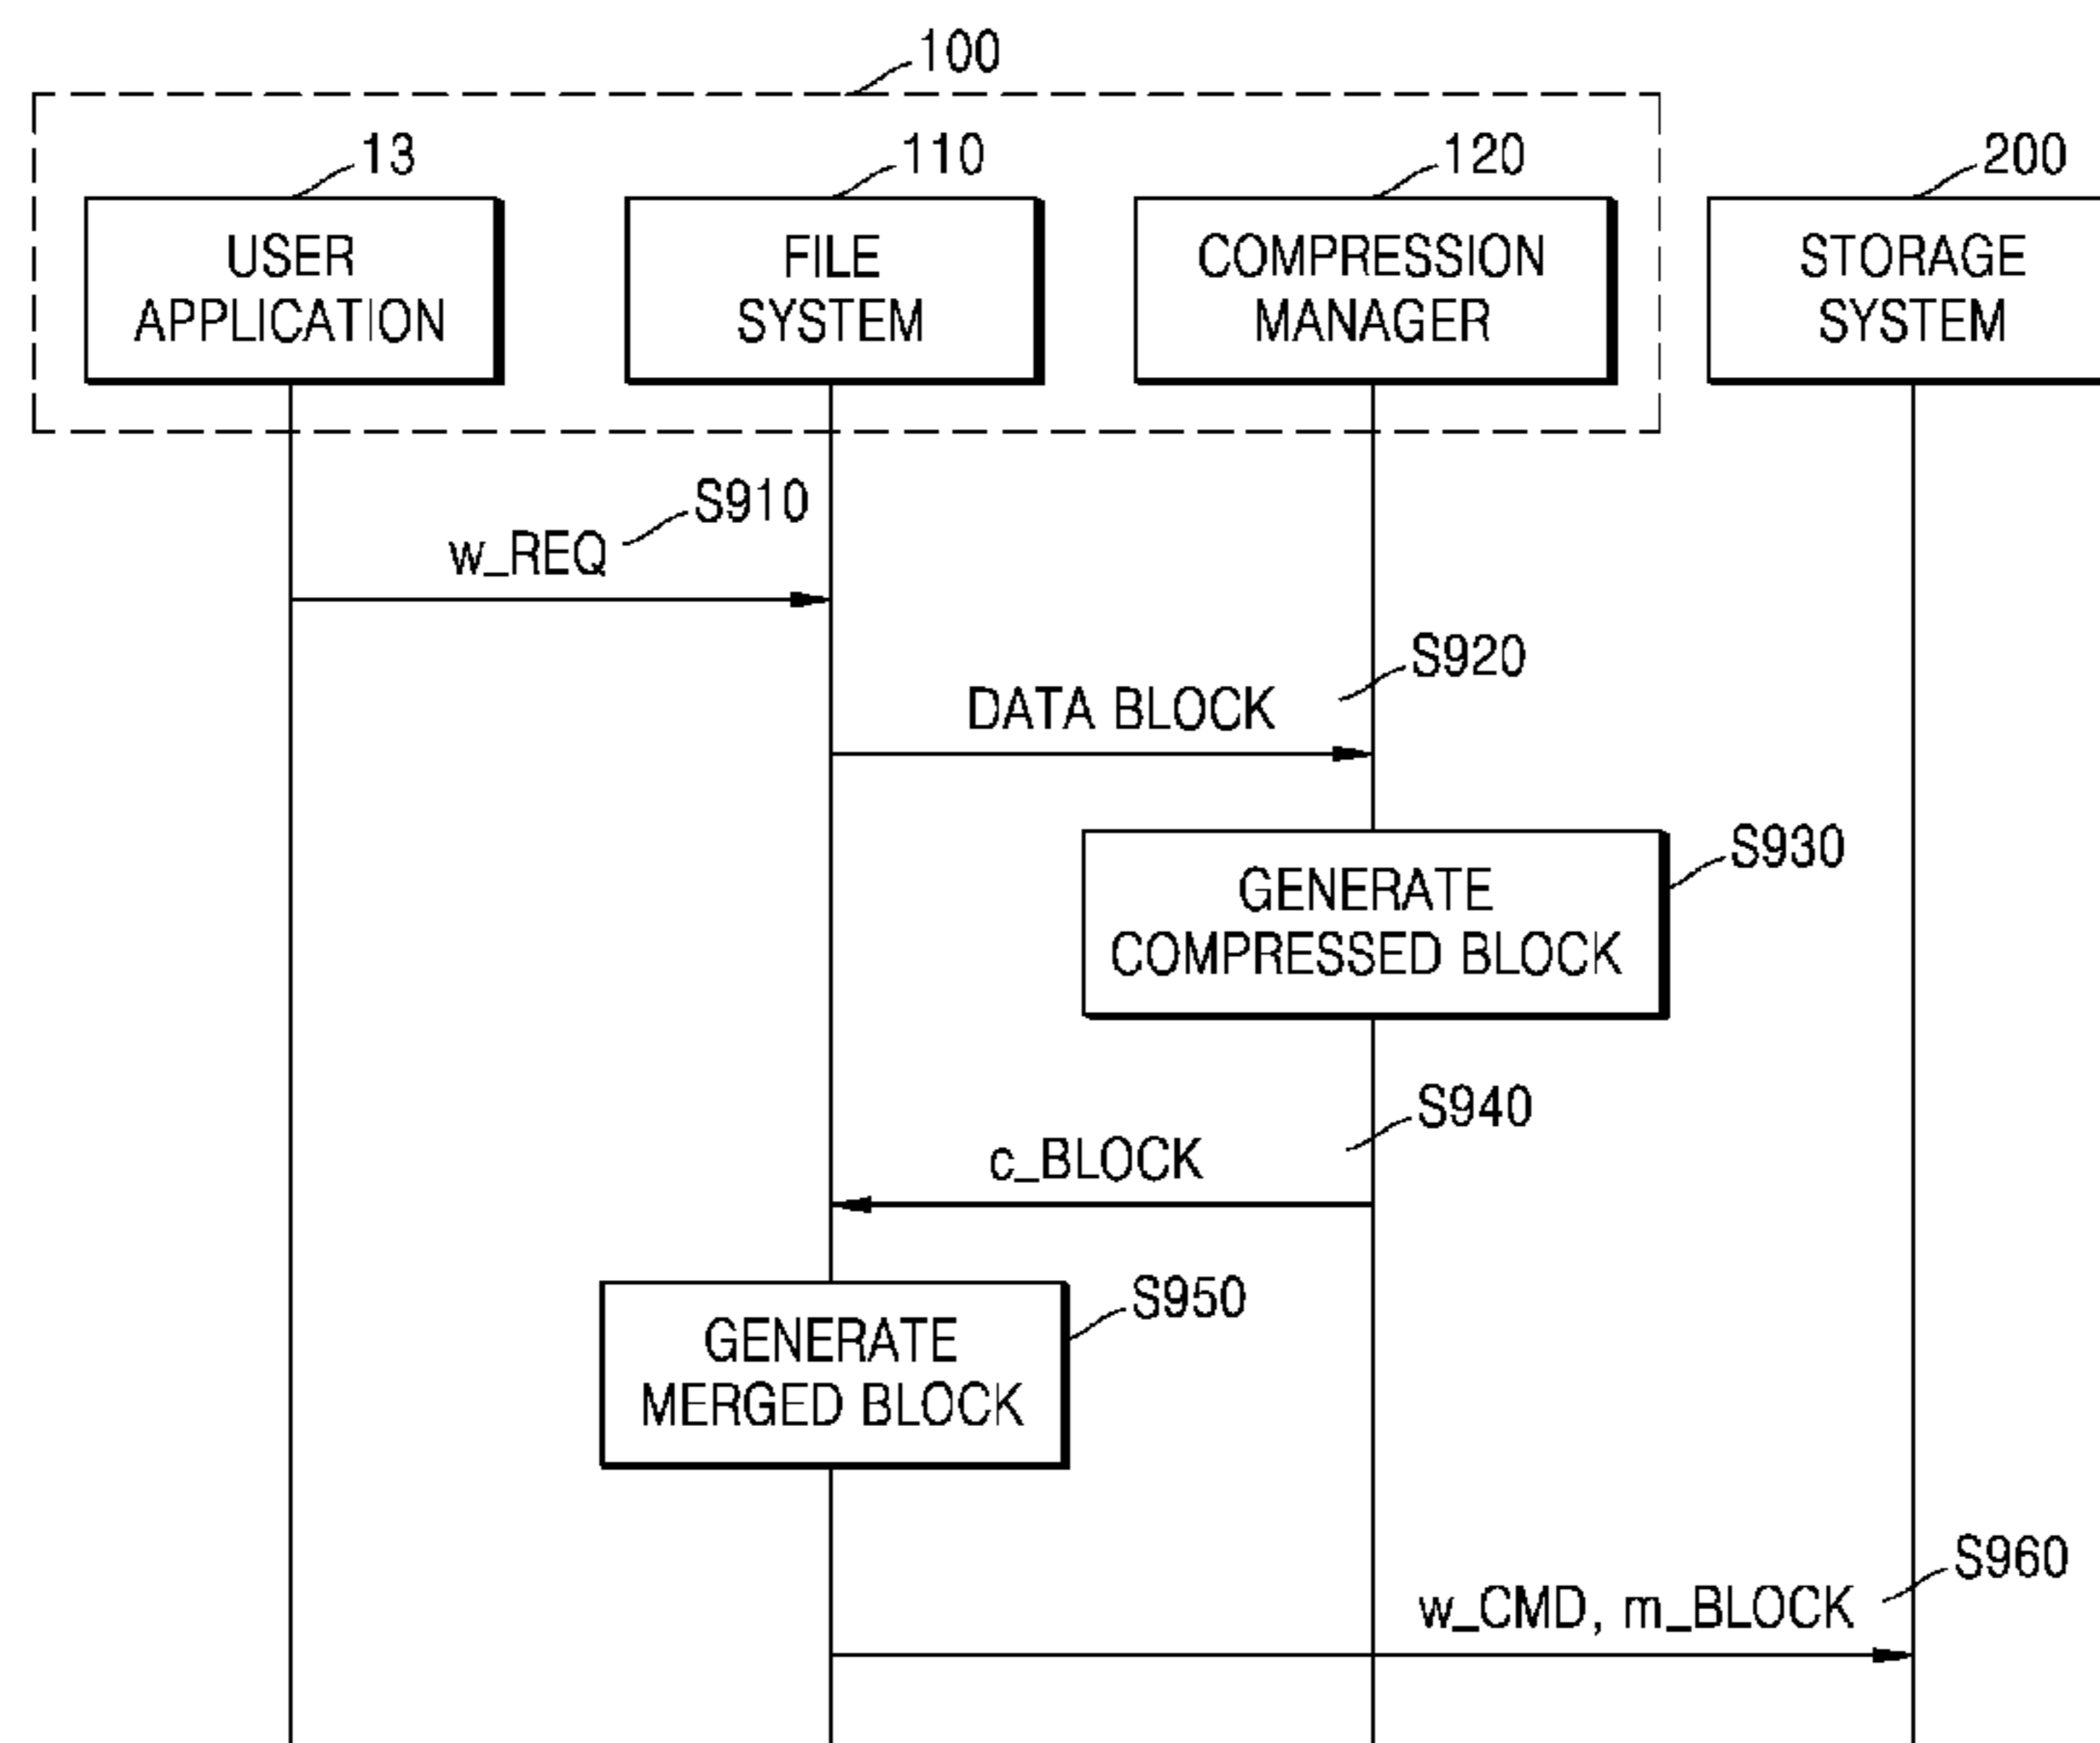 100
13
110
120
200
USER
APPLICATION
FILE
SYSTEM
COMPRESSION
MANAGER
STORAGE
SYSTEM
S910
w_REQ
S920
DATA BLOCK
S930
GENERATE
COMPRESSED BLOCK
S940
c_BLOCK
S950
GENERATE
MERGED BLOCK
S960
w_CMD, m_BLOCK